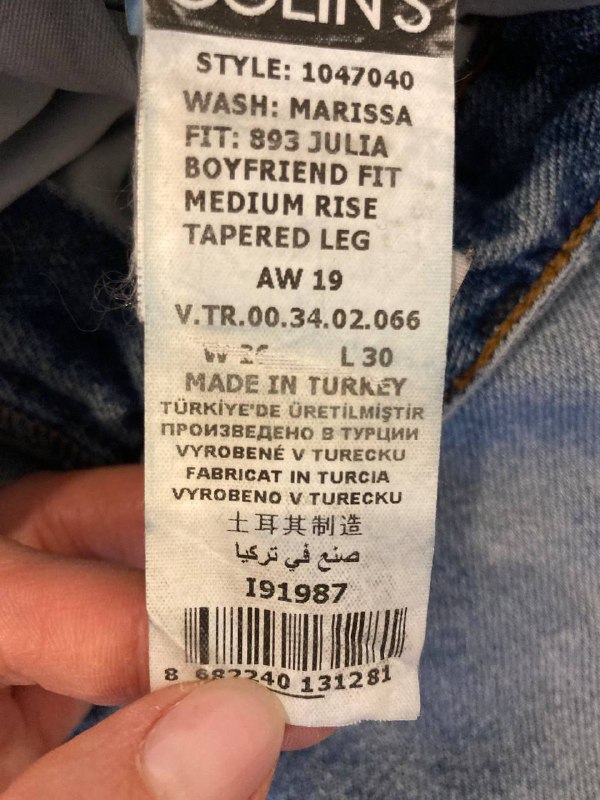 COLIN'S
STYLE: 1047040
WASH: MARISSA
FIT: 893 JULIA
BOYFRIEND FIT
MEDIUM RISE
TAPERED LEG
AW 19
V.TR.00.34.02.066
W L 30
MADE IN TURKEY
TÜRKİYE'DE ÜRETİLMİŞTİR
ПРОИЗВЕДЕНО В ТУРЦИИ
VYROBENÉ V TURECKU
FABRICAT IN TURCIA
VYROBENO V TURECKU
土耳其制造
صنع في تركيا
I91987
8 682240 131281